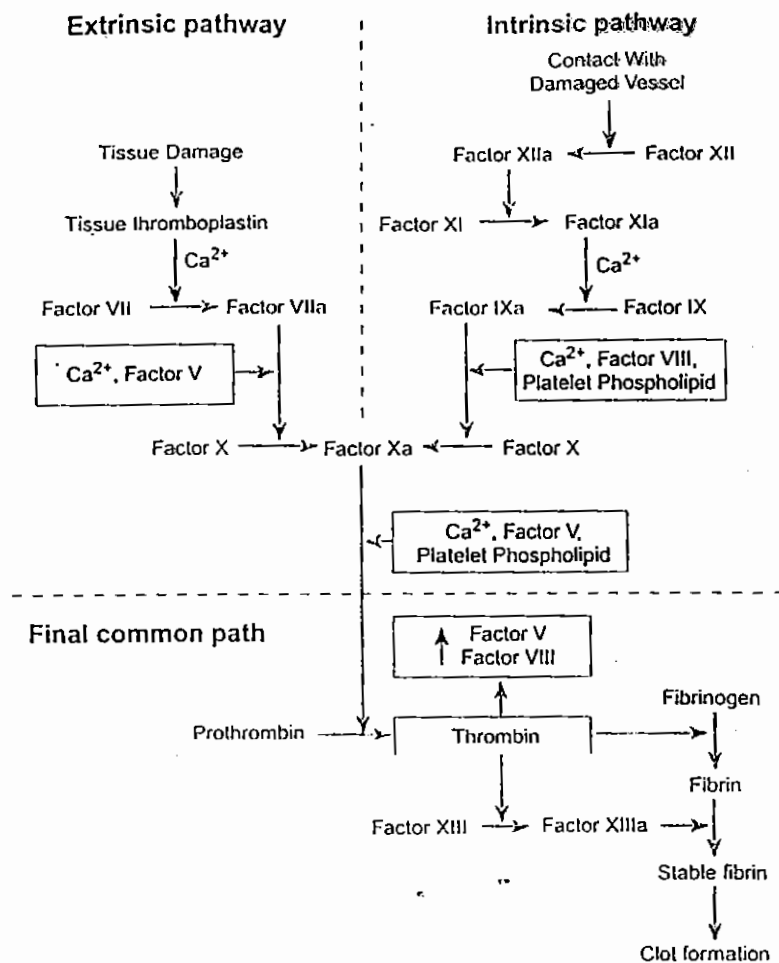 Extrinsic pathway
Intrinsic pathway
Contact With
Damaged Vessel
Tissue Damage
Factor XIIa
Factor XII
Tissue thromboplastin
Factor XI
Factor XIa
Ca2+
Ca2+
Factor VII
Factor VIIa
Factor IXa
Factor IX
Ca2+, Factor V
Ca2+, Factor VIII,
Platelet Phospholipid
Factor X
Factor Xa
Factor X
Ca2+, Factor V,
Platelet Phospholipid
Final common path
Factor V
Factor VIII
Fibrinogen
Prothrombin
Thrombin
Fibrin
Factor XIII
Factor XIIIa
Stable fibrin
Clot formation